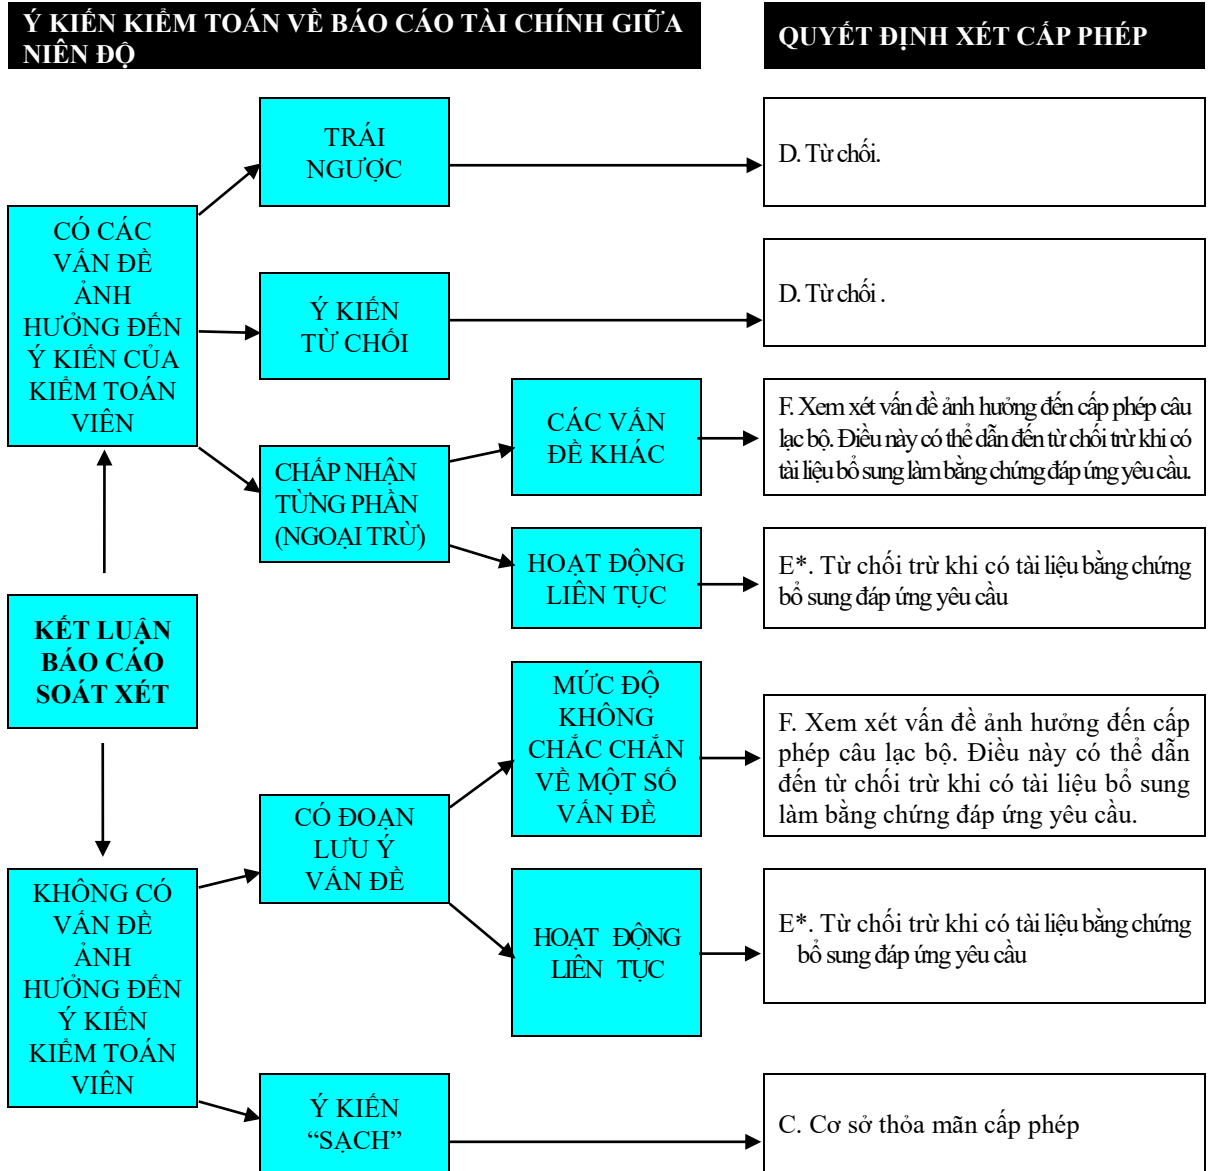 Ý KIẾN KIỂM TOÁN VỀ BÁO CÁO TÀI CHÍNH GIỮA
NIÊN ĐỘ
QUYẾT ĐỊNH XÉT CẤP PHÉP
TRÁI
NGƯỢC
D. Từ chối.
CÓ CÁC
VẤN ĐỀ
ẢNH
HƯỞNG ĐẾN
Ý KIẾN CỦA
KIỂM TOÁN
VIÊN
Ý KIẾN
TỪ CHỐI
D. Từ chối .
CHẤP NHẬN
TỪNG PHẦN
(NGOẠI TRỪ)
CÁC VẤN
ĐỀ KHÁC
F. Xem xét vấn đề ảnh hưởng đến cấp phép câu
lạc bộ. Điều này có thể dẫn đến từ chối trừ khi có
tài liệu bổ sung làm bằng chứng đáp ứng yêu cầu.
HOẠT ĐỘNG
LIÊN TỤC
E*. Từ chối trừ khi có tài liệu bằng chứng
bổ sung đáp ứng yêu cầu
KẾT LUẬN
BÁO CÁO
SOÁT XÉT
MỨC ĐỘ
KHÔNG
CHẮC CHẮN
VỀ MỘT SỐ
VẤN ĐỀ
F. Xem xét vấn đề ảnh hưởng đến cấp
phép câu lạc bộ. Điều này có thể dẫn
đến từ chối trừ khi có tài liệu bổ sung
làm bằng chứng đáp ứng yêu cầu.
CÓ ĐOẠN
LƯU Ý
VẤN ĐỀ
KHÔNG CÓ
VẤN ĐỀ
ẢNH
HƯỞNG ĐẾN
Ý KIẾN
KIỂM TOÁN
VIÊN
HOẠT ĐỘNG
LIÊN TỤC
E*. Từ chối trừ khi có tài liệu bằng chứng
bổ sung đáp ứng yêu cầu
Ý KIẾN
“SẠCH”
C. Cơ sở thỏa mãn cấp phép